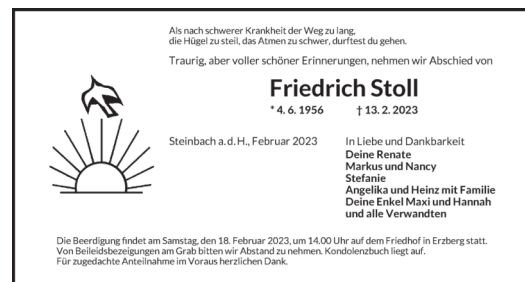 Als nach schwerer Krankheit der Weg zu lang,
die Hügel zu steil, das Atmen zu schwer, durftest du gehen.
Traurig, aber voller schöner Erinnerungen, nehmen wir Abschied von
Friedrich Stoll
* 4. 6. 1956 † 13. 2. 2023
Steinbach a. d. H., Februar 2023
In Liebe und Dankbarkeit
Deine Renate
Markus und Nancy
Stefanie
Angelika und Heinz mit Familie
Deine Enkel Maxi und Hannah
und alle Verwandten
Die Beerdigung findet am Samstag, den 18. Februar 2023, um 14.00 Uhr auf dem Friedhof in Erzberg statt.
Von Beileidsbezeigungen am Grab bitten wir Abstand zu nehmen. Kondolenzbuch liegt auf.
Für zugedachte Anteilnahme im Voraus herzlichen Dank.